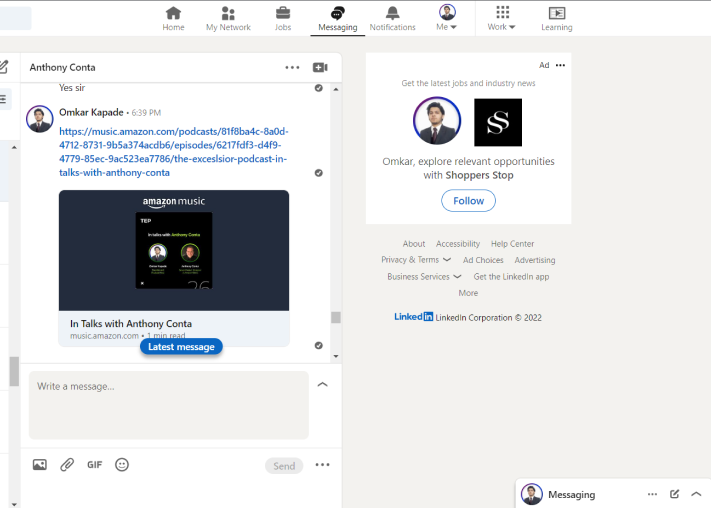 Home
My Network
Jobs
Messaging
Notifications
Me
Work
Learning
Anthony Conta
Yes sir
Omkar Kapade • 6:39 PM
https://music.amazon.com/podcasts/81f8ba4c-8a0d-
4712-8731-9b5a374acdb6/episodes/6217fdf3-d4f9-
4779-85ec-9ac523ea7786/the-exceslsior-podcast-in-
talks-with-anthony-conta
amazon music
TEP
In talks with Anthony Conta
26
In Talks with Anthony Conta
music.amazon.com • 1 min read
Latest message
Write a message...
GIF
Send
Ad
Get the latest jobs and industry news
Omkar, explore relevant opportunities
with Shoppers Stop
Follow
About Accessibility Help Center
Privacy & Terms Ad Choices Advertising
Business Services Get the LinkedIn app
More
LinkedIn LinkedIn Corporation © 2022
Messaging